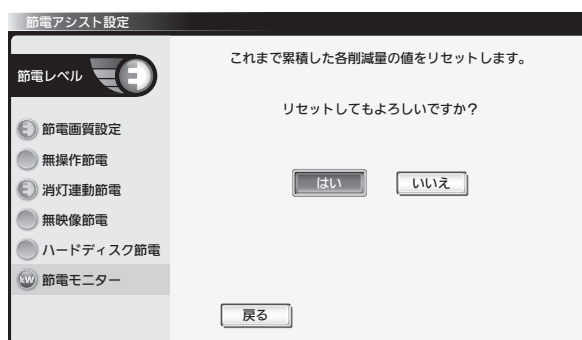 節電アシスト設定
節電レベル
E
E 節電画質設定
無操作節電
E 消灯連動節電
無映像節電
ハードディスク節電
kW 節電モニター
これまで累積した各削減量の値をリセットします。
リセットしてもよろしいですか?
はい
いいえ
戻る